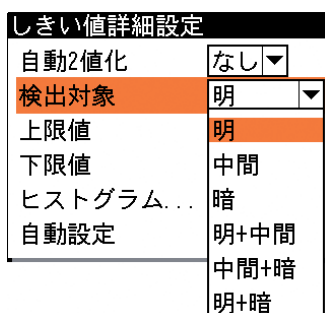 しきい値詳細設定
自動2値化 なし▼
検出対象 明 ▼
上限値 明
下限値 中間
ヒストグラム... 暗
自動設定 明+中間
中間+暗
明+暗